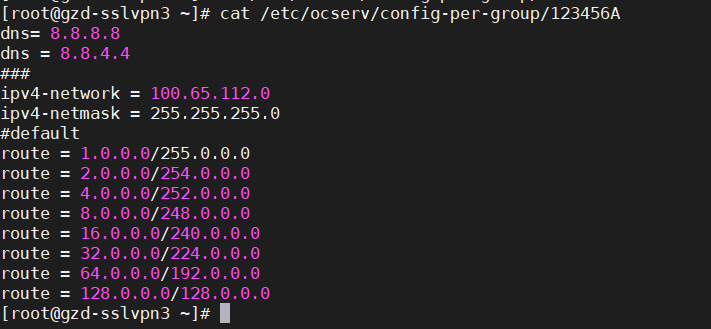 [root@gzd-sslvpn3 ~]# cat /etc/ocserv/config-per-group/123456A
dns= 8.8.8.8
dns = 8.8.4.4
###
ipv4-network = 100.65.112.0
ipv4-netmask = 255.255.255.0
#default
route = 1.0.0.0/255.0.0.0
route = 2.0.0.0/254.0.0.0
route = 4.0.0.0/252.0.0.0
route = 8.0.0.0/248.0.0.0
route = 16.0.0.0/240.0.0.0
route = 32.0.0.0/224.0.0.0
route = 64.0.0.0/192.0.0.0
route = 128.0.0.0/128.0.0.0
[root@gzd-sslvpn3 ~]#